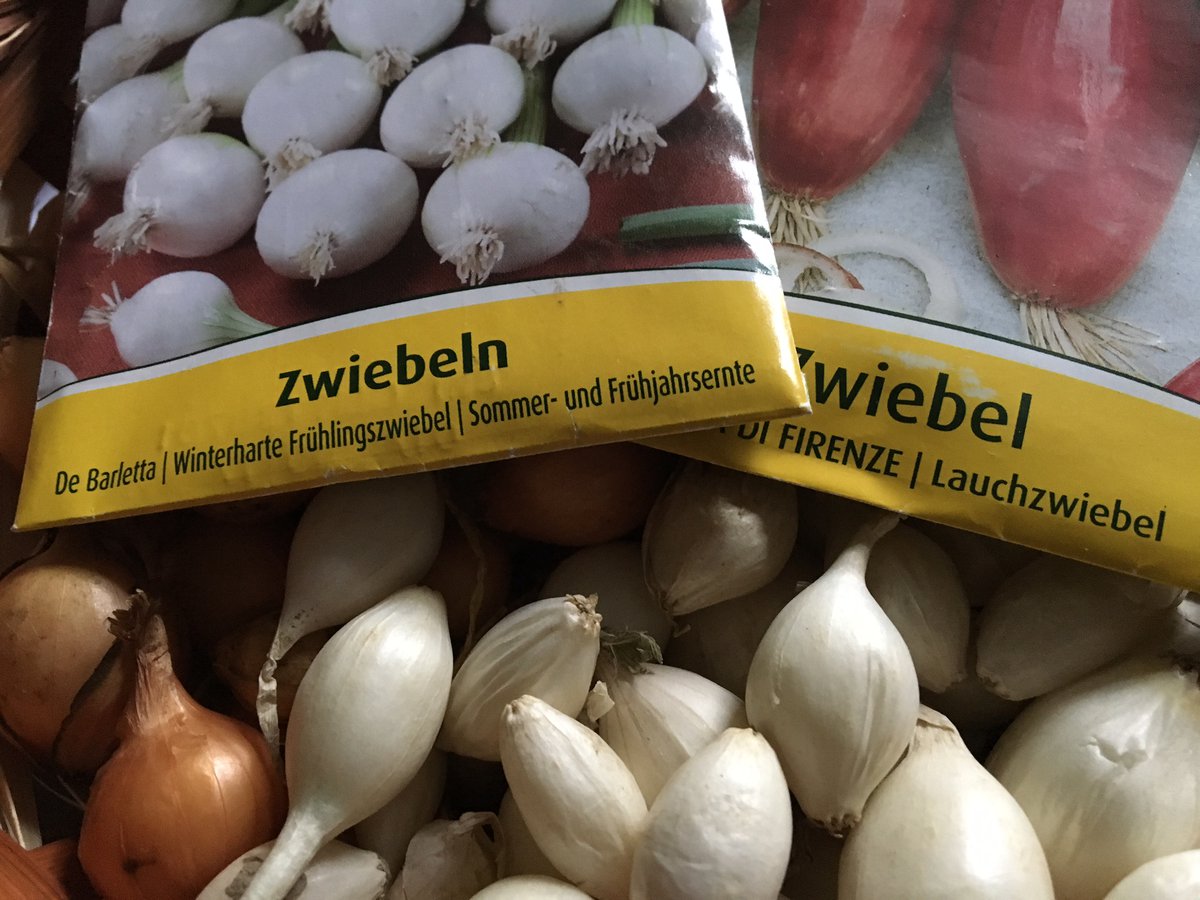 Zwiebeln
De Barletta | Winterharte Frühlingszwiebel | Sommer- und Frühjahrsernte
Zwiebel
DI FIRENZE | Lauchzwiebel